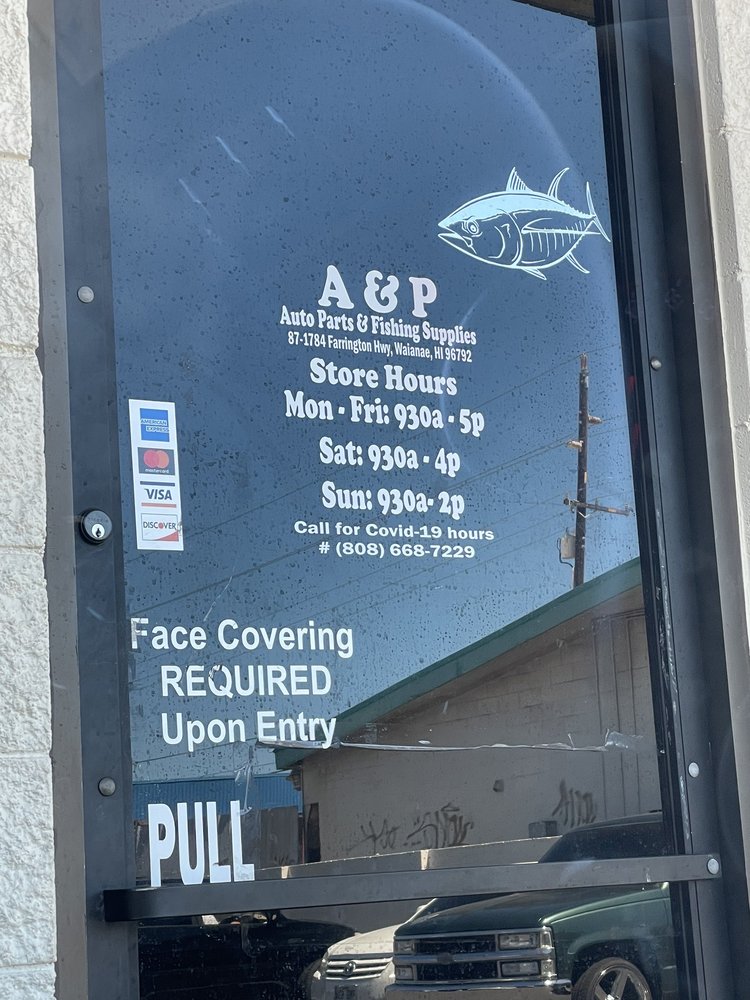 A & P
Auto Parts & Fishing Supplies
87-1784 Farrington Hwy, Waianae, HI 96792
Store Hours
Mon - Fri: 930a - 5p
Sat: 930a - 4p
Sun: 930a- 2p
Call for Covid-19 hours
# (808) 668-7229
AMERICAN
EXPRESS
mastercard
VISA
DISCOVER
Face Covering
REQUIRED
Upon Entry
PULL